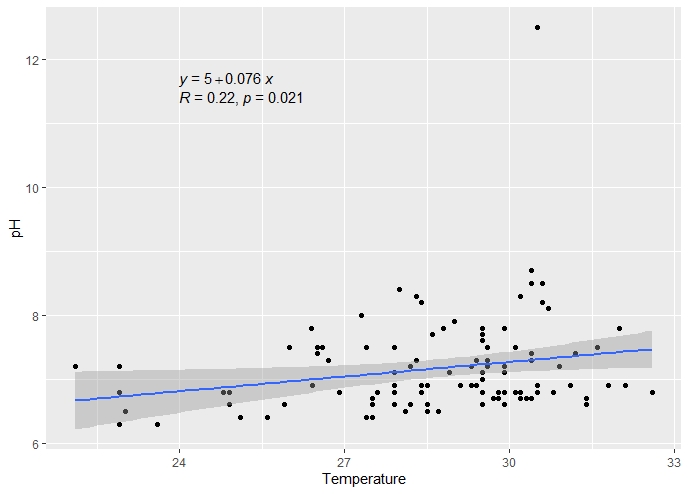 12
10
8
6
pH
y = 5+0.076 x
R = 0.22, p = 0.021
24 27 30 33
Temperature